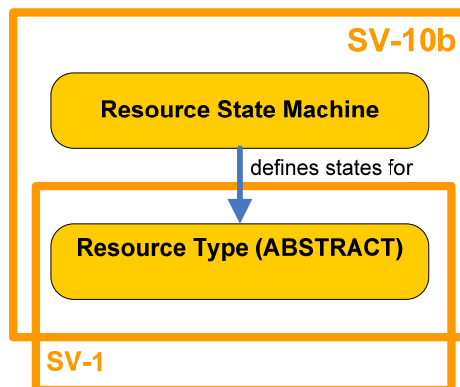 SV-10b
Resource State Machine
defines states for
Resource Type (ABSTRACT)
SV-1